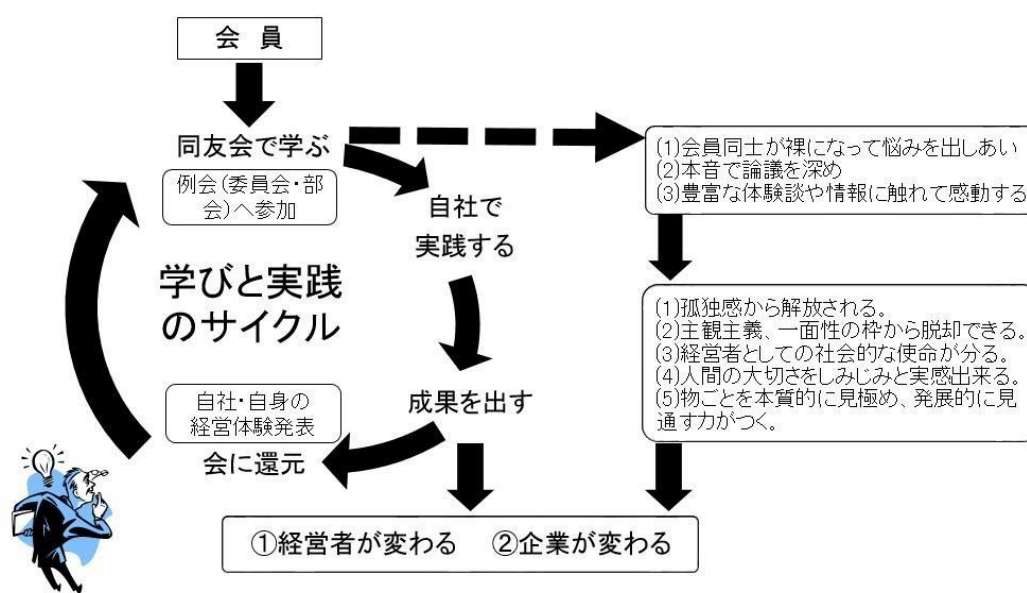 会 員
同友会で学ぶ
例会(委員会・部
会)へ参加
自社で
実践する
学びと実践
のサイクル
成果を出す
自社・自身の
経営体験発表
会に還元
(1)会員同士が裸になって悩みを出しあい
(2)本音で論議を深め
(3)豊富な体験談や情報に触れて感動する
(1)孤独感から解放される。
(2)主観主義、一面性の枠から脱却できる。
(3)経営者としての社会的な使命が分る。
(4)人間の大切さをしみじみと実感出来る。
(5)物ごとを本質的に見極め、発展的に見
通す力がつく。
①経営者が変わる ②企業が変わる